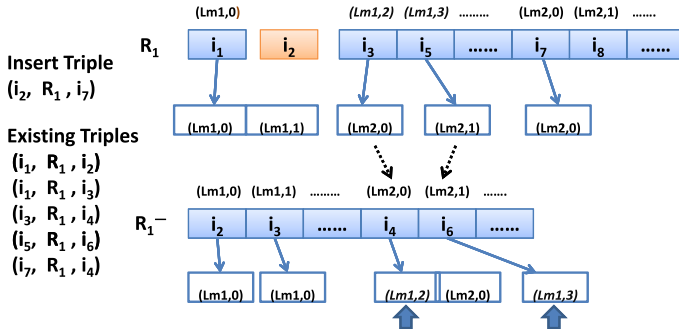 (Lm1,0) (Lm1,2) (Lm1,3) ......... (Lm2,0) (Lm2,1) .......
R1 i1 i2 i3 i5 ...... i7 i8 ......
Insert Triple
(i2, R1 , i7)
(Lm1,0) (Lm1,1) (Lm2,0) (Lm2,1) (Lm2,0)
Existing Triples
(i1, R1 , i2)
(i1, R1 , i3)
(i3, R1 , i4)
(i5, R1 , i6)
(i7, R1 , i4)
(Lm1,0) (Lm1,1) ......... (Lm2,0) (Lm2,1) .......
R1— i2 i3 ...... i4 i6 ......
(Lm1,0) (Lm1,0) (Lm1,2) (Lm2,0) (Lm1,3)